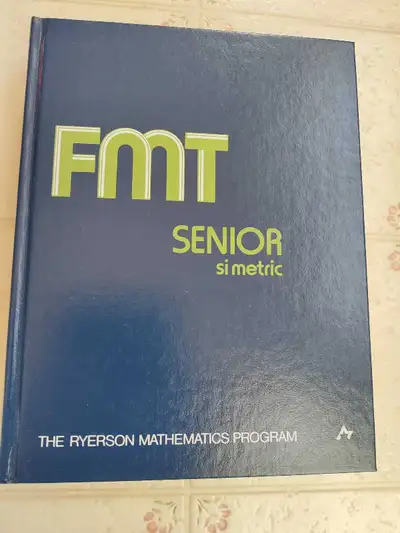 FMT
SENIOR
si metric
THE RYERSON MATHEMATICS PROGRAM